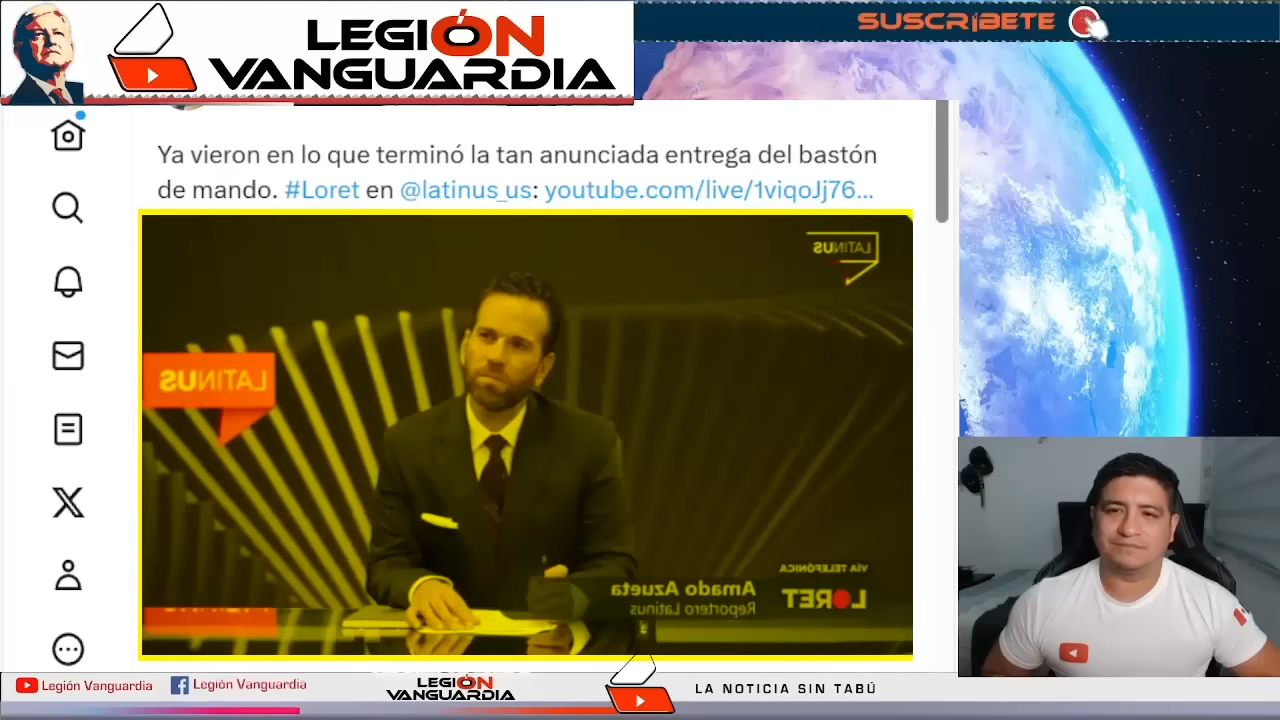 LEGIÓN
VANGUARDIA
SUSCRÍBETE
Ya vieron en lo que terminó la tan anunciada entrega del bastón
de mando. #Loret en @latinus_us: youtube.com/live/1viqoJj76...
LATINUS
LATINUS
VÍA TELEFÓNICA
Amado Azueta
Reportero Latinus
LORET
Legión Vanguardia
Legión Vanguardia
LEGIÓN
VANGUARDIA
LA NOTICIA SIN TABÚ